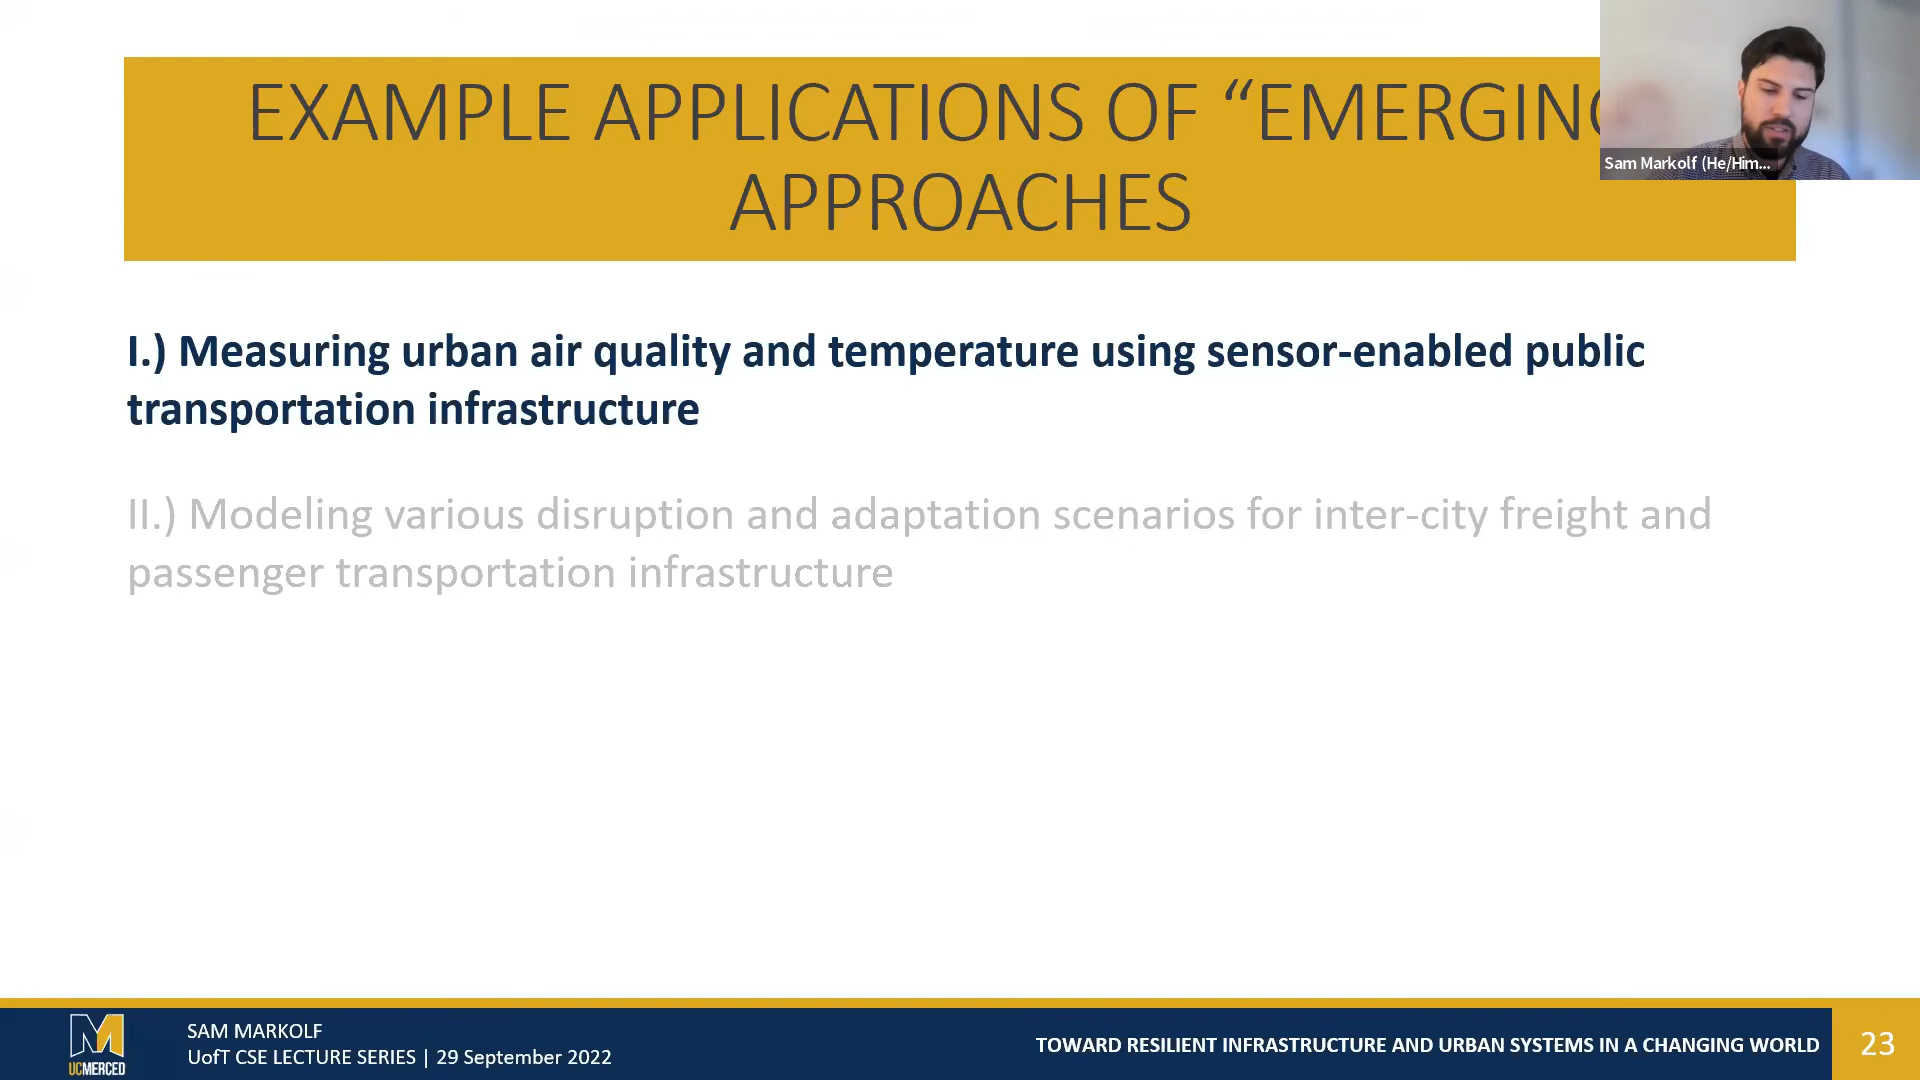 EXAMPLE APPLICATIONS OF “EMERGING
APPROACHES
Sam Markolf (He/Him...
I.) Measuring urban air quality and temperature using sensor-enabled public
transportation infrastructure
II.) Modeling various disruption and adaptation scenarios for inter-city freight and
passenger transportation infrastructure
UCMERCED
SAM MARKOLF
UofT CSE LECTURE SERIES | 29 September 2022
TOWARD RESILIENT INFRASTRUCTURE AND URBAN SYSTEMS IN A CHANGING WORLD
23